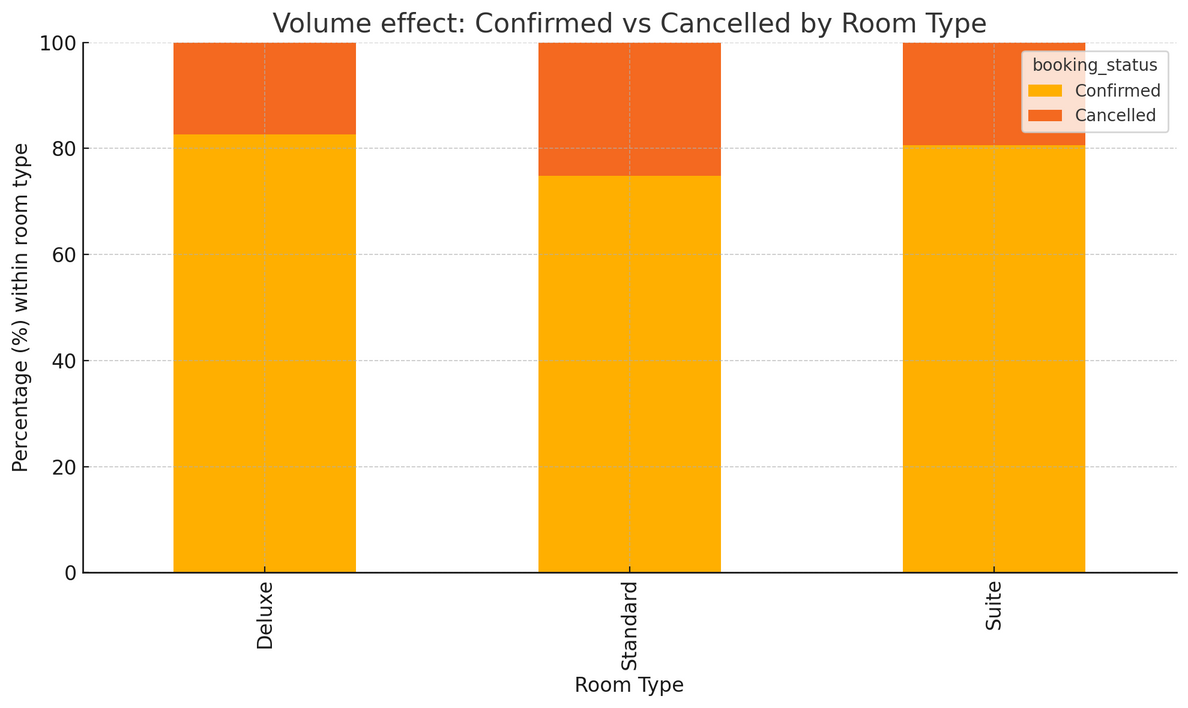 Volume effect: Confirmed vs Cancelled by Room Type
booking_status
Confirmed
Cancelled
Percentage (%) within room type
100
80
60
40
20
0
Deluxe
Standard
Suite
Room Type